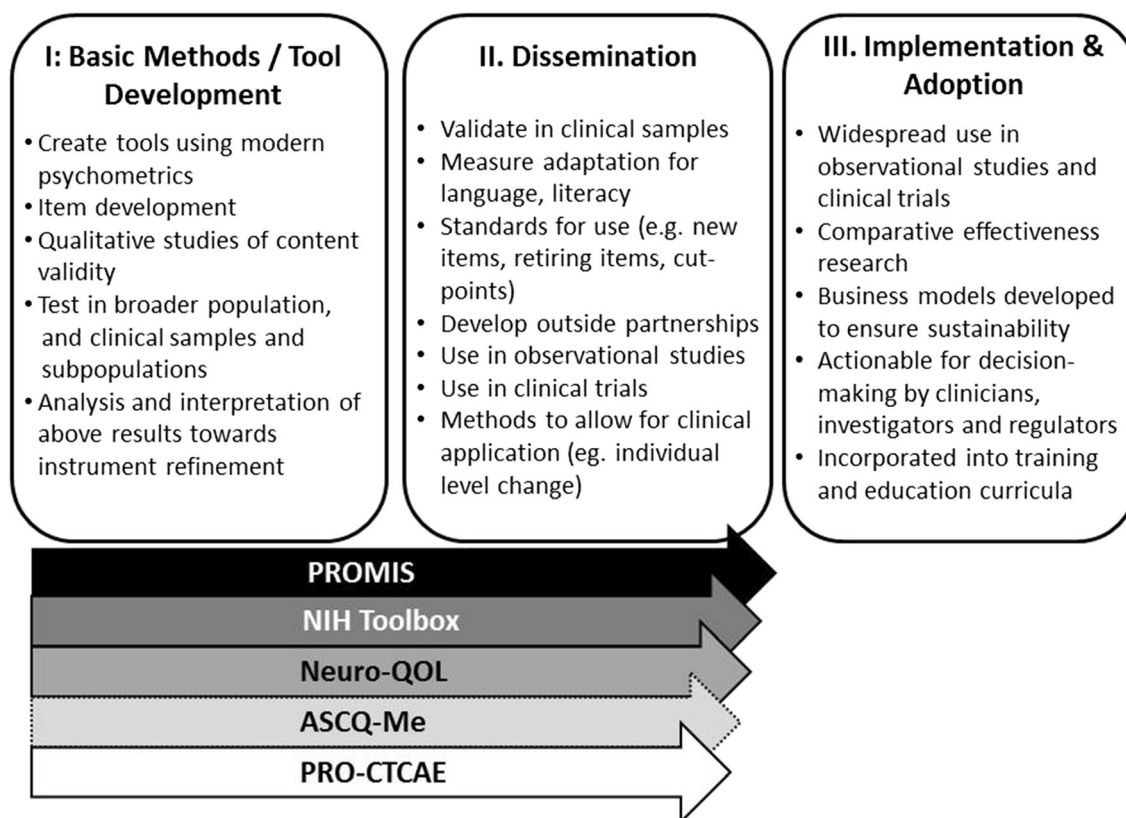 I: Basic Methods / Tool
Development
• Create tools using modern
psychometrics
• Item development
• Qualitative studies of content
validity
• Test in broader population,
and clinical samples and
subpopulations
• Analysis and interpretation of
above results towards
instrument refinement
II. Dissemination
• Validate in clinical samples
• Measure adaptation for
language, literacy
• Standards for use (e.g. new
items, retiring items, cut-
points)
• Develop outside partnerships
• Use in observational studies
• Use in clinical trials
• Methods to allow for clinical
application (eg. individual
level change)
III. Implementation &
Adoption
• Widespread use in
observational studies and
clinical trials
• Comparative effectiveness
research
• Business models developed
to ensure sustainability
• Actionable for decision-
making by clinicians,
investigators and regulators
• Incorporated into training
and education curricula
PROMIS
NIH Toolbox
Neuro-QOL
ASCQ-Me
PRO-CTCAE